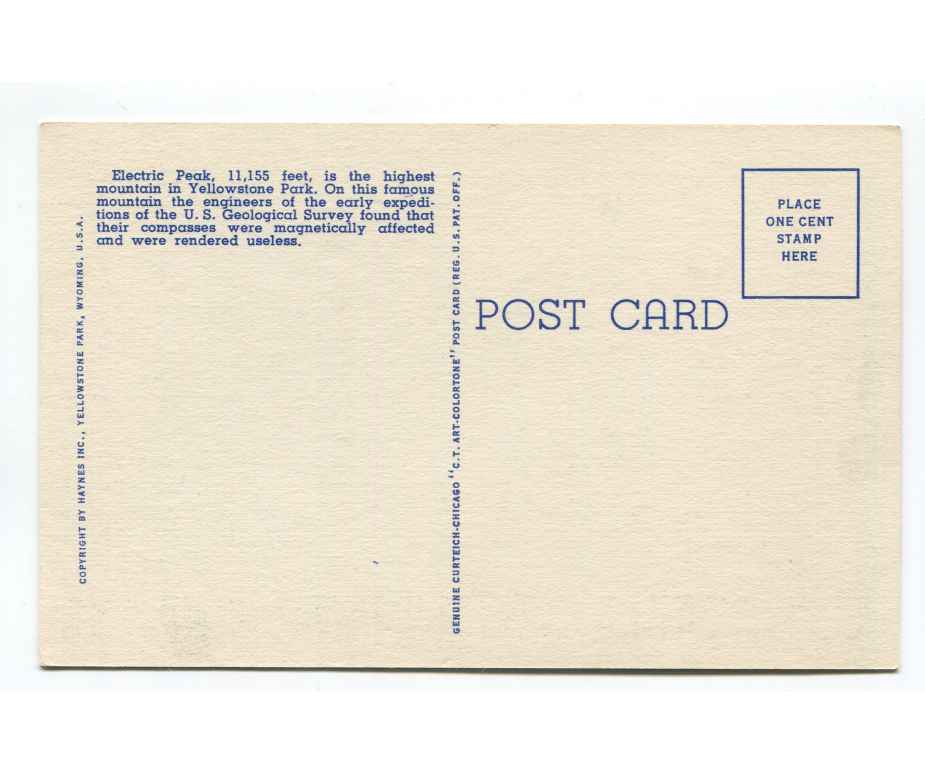 Electric Peak, 11,155 feet, is the highest
mountain in Yellowstone Park. On this famous
mountain the engineers of the early expedi-
tions of the U. S. Geological Survey found that
their compasses were magnetically affected
and were rendered useless.
COPYRIGHT BY HAYNES INC., YELLOWSTONE PARK, WYOMING, U.S.A.
GENUINE CURTEICH-CHICAGO "C.T. ART-COLORTONE" POST CARD (REG. U.S. PAT. OFF.)
POST CARD
PLACE
ONE CENT
STAMP
HERE